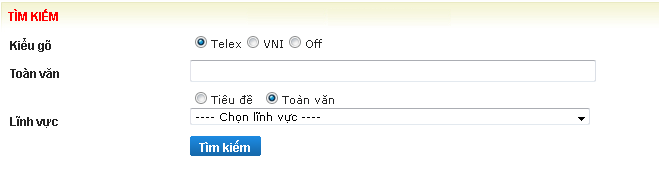 TÌM KIẾM
Kiểu gõ Telex VNI Off
Toàn văn
Tiêu đề Toàn văn
Lĩnh vực ---- Chọn lĩnh vực ----
Tìm kiếm